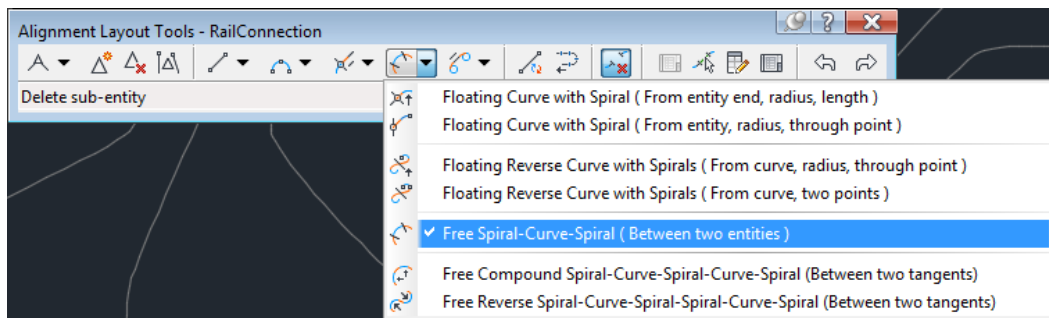 Alignment Layout Tools - RailConnection
Delete sub-entity
Floating Curve with Spiral ( From entity end, radius, length )
Floating Curve with Spiral ( From entity, radius, through point )
Floating Reverse Curve with Spirals ( From curve, radius, through point )
Floating Reverse Curve with Spirals ( From curve, two points )
Free Spiral-Curve-Spiral ( Between two entities )
Free Compound Spiral-Curve-Spiral-Curve-Spiral (Between two tangents)
Free Reverse Spiral-Curve-Spiral-Spiral-Curve-Spiral (Between two tangents)